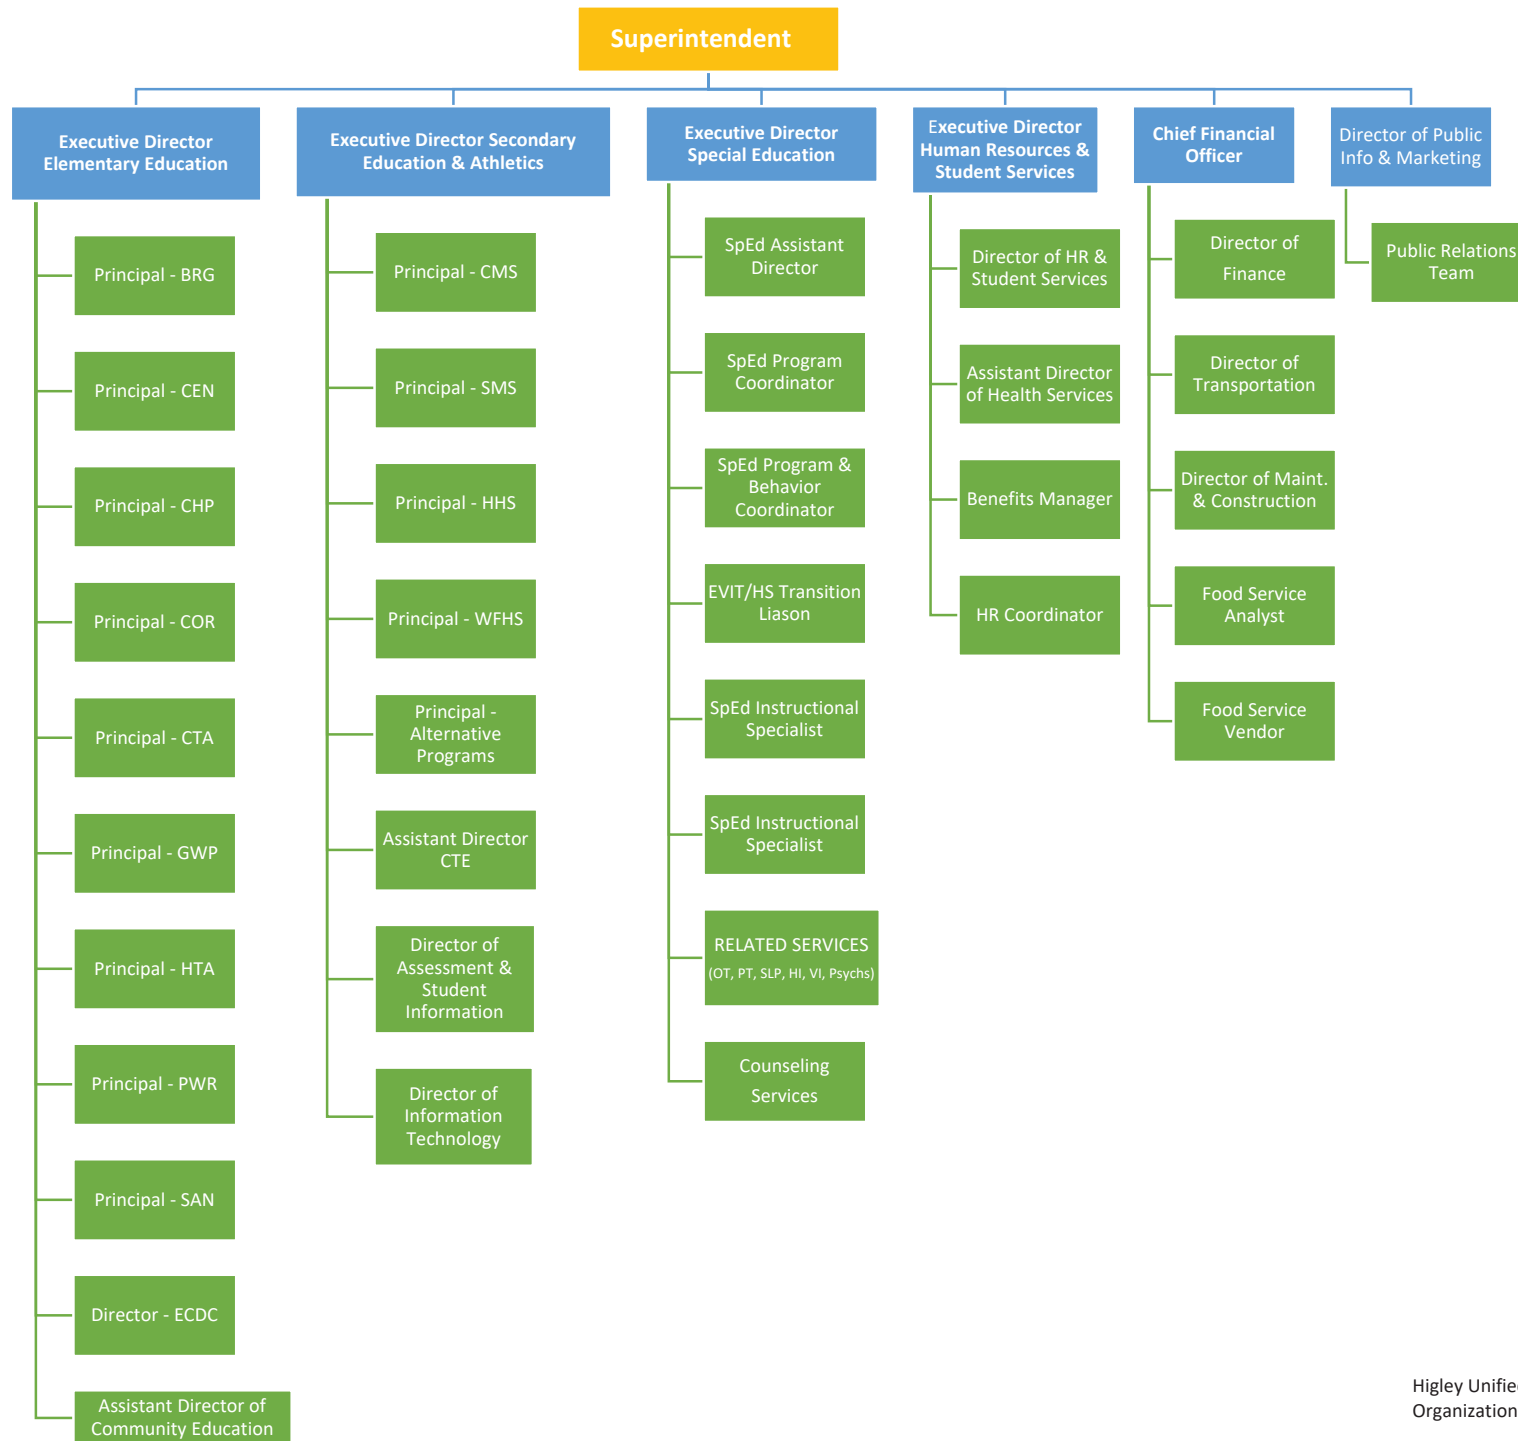 Superintendent
Executive Director
Elementary Education
Principal - BRG
Principal - CEN
Principal - CHP
Principal - COR
Principal - CTA
Principal - GWP
Principal - HTA
Principal - PWR
Principal - SAN
Director - ECDC
Assistant Director of
Community Education
Executive Director Secondary
Education & Athletics
Principal - CMS
Principal - SMS
Principal - HHS
Principal - WFHS
Principal -
Alternative
Programs
Assistant Director
CTE
Director of
Assessment &
Student
Information
Director of
Information
Technology
Executive Director
Special Education
SpEd Assistant
Director
SpEd Program
Coordinator
SpEd Program &
Behavior
Coordinator
EVIT/HS Transition
Liason
SpEd Instructional
Specialist
SpEd Instructional
Specialist
RELATED SERVICES
(OT, PT, SLP, HI, VI, Psychs)
Counseling
Services
Executive Director
Human Resources &
Student Services
Director of HR &
Student Services
Assistant Director
of Health Services
Benefits Manager
HR Coordinator
Chief Financial
Officer
Director of
Finance
Director of
Transportation
Director of Maint.
& Construction
Food Service
Analyst
Food Service
Vendor
Director of Public
Info & Marketing
Public Relations
Team
Higley Unified
Organization